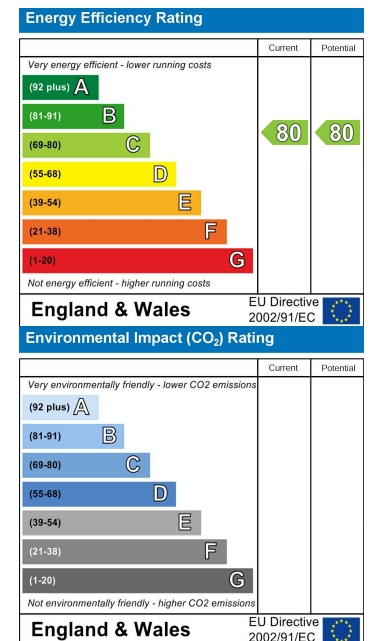 Energy Efficiency Rating
Current Potential
Very energy efficient - lower running costs
(92 plus) A
(81-91) B
(69-80) C
80 80
(55-68) D
(39-54) E
(21-38) F
(1-20) G
Not energy efficient - higher running costs
England & Wales
EU Directive
2002/91/EC
Environmental Impact (CO₂) Rating
Current Potential
Very environmentally friendly - lower CO2 emissions
(92 plus) A
(81-91) B
(69-80) C
(55-68) D
(39-54) E
(21-38) F
(1-20) G
Not environmentally friendly - higher CO2 emissions
England & Wales
EU Directive
2002/91/EC